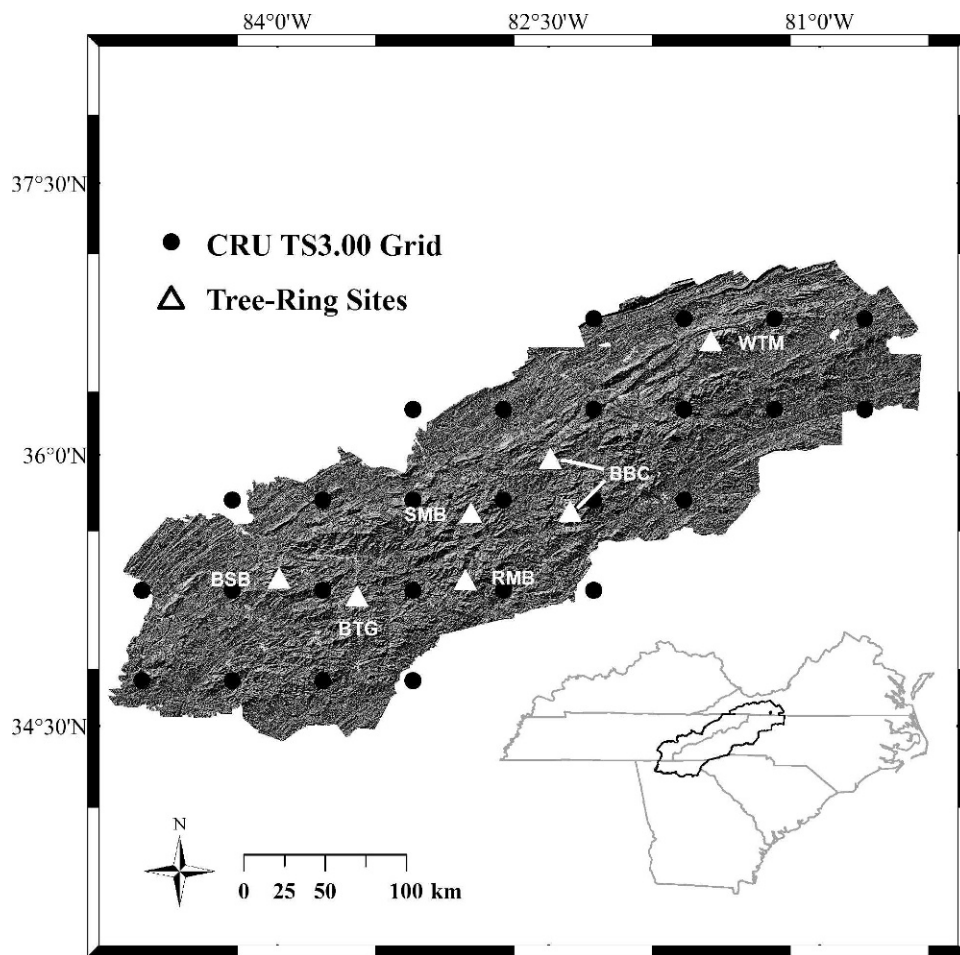 84°0'W 82°30'W 81°0'W
37°30'N
CRU TS3.00 Grid
Tree-Ring Sites
WTM
36°0'N
BBC
SMB
BSB
RMB
BTG
34°30'N
N
0 25 50 100 km